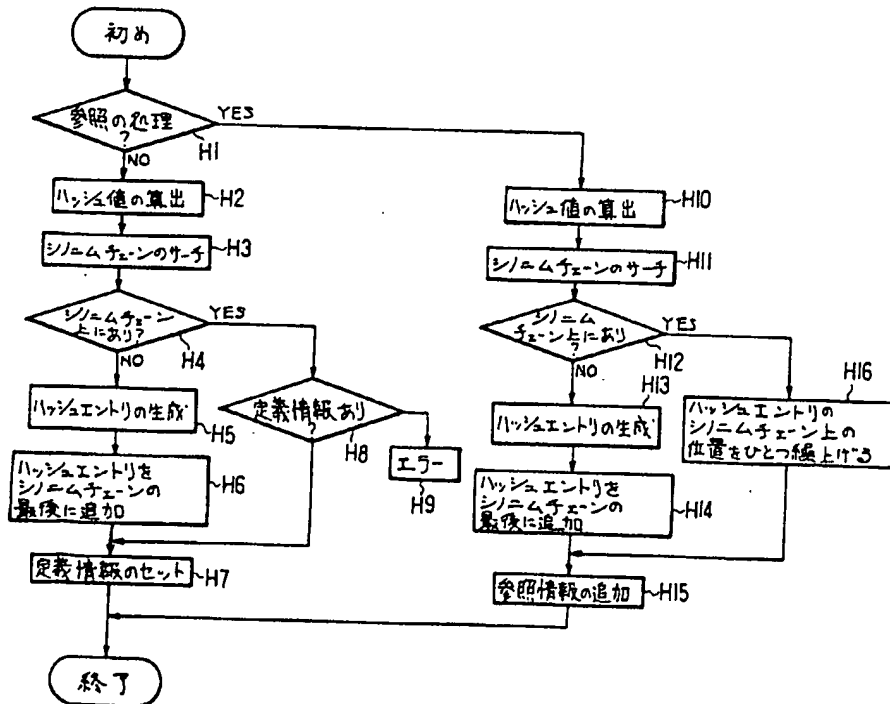 初め
参照の処理
?
YES
H1
NO
ハッシュ値の算出
H2
シノニムチェーンのサーチ
H3
シノニムチェーン
上にあり?
YES
H4
NO
ハッシュエントリの生成
H5
ハッシュエントリを
シノニムチェーンの
最後に追加
H6
定義情報あり
?
H8
エラー
H9
定義情報のセット
H7
終了
ハッシュ値の算出
H10
シノニムチェーンのサーチ
H11
シノニム
チェーン上にあり
?
YES
H12
NO
H13
ハッシュエントリの生成
ハッシュエントリを
シノニムチェーンの
最後に追加
H14
H16
ハッシュエントリの
シノニムチェーン上の
位置をひとつ繰上げる
参照情報の追加
H15